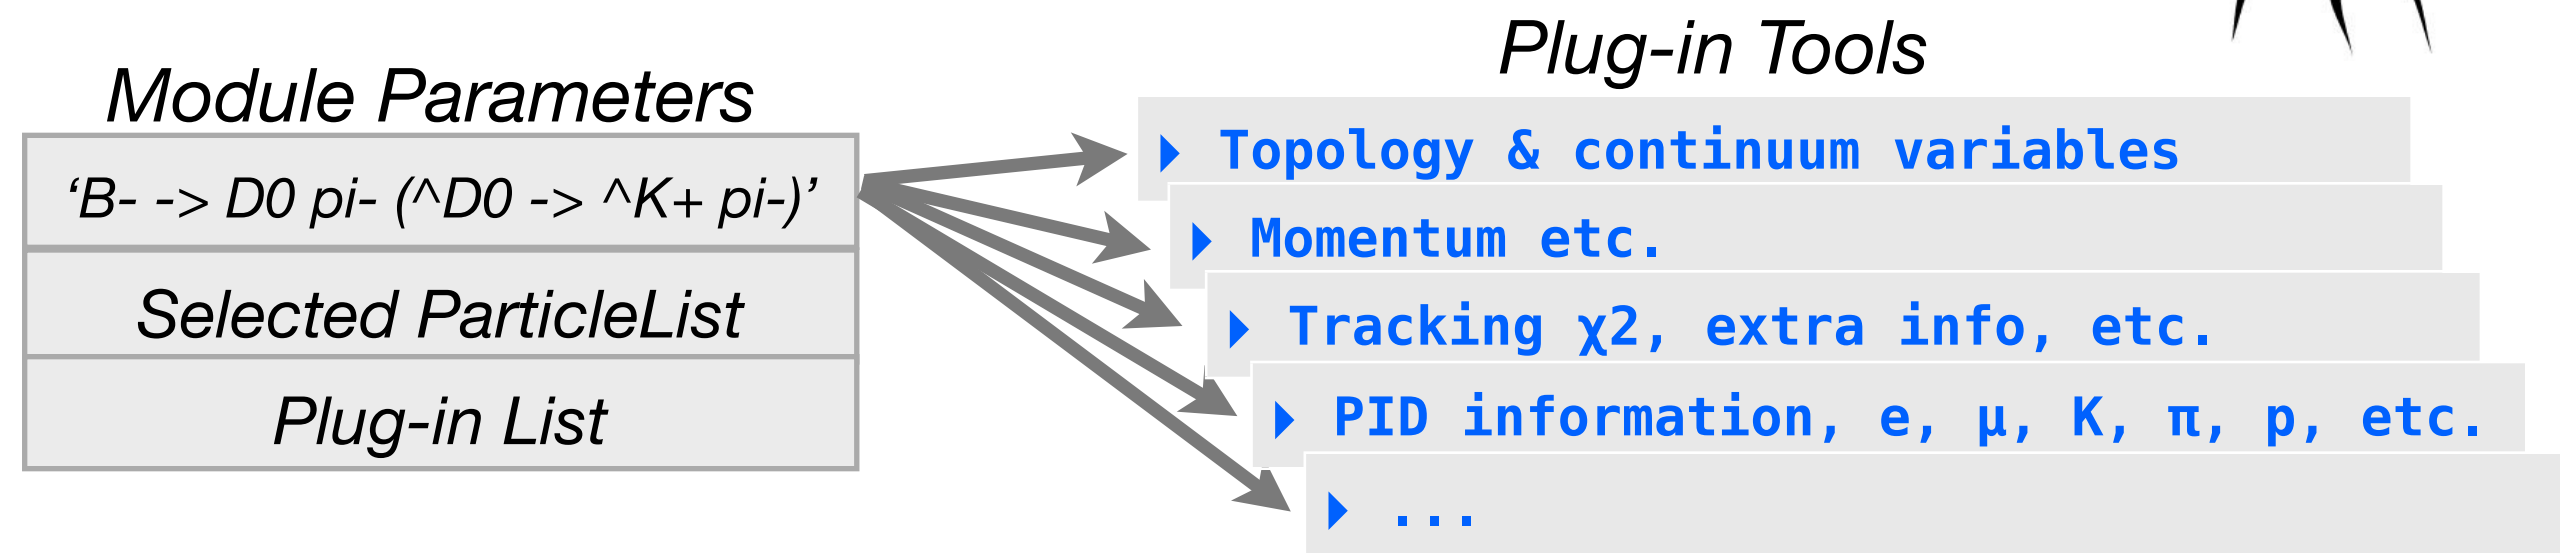 Module Parameters
‘B- -> D0 pi- (^D0 -> ^K+ pi-)’
Selected ParticleList
Plug-in List
Plug-in Tools
Topology & continuum variables
Momentum etc.
Tracking χ2, extra info, etc.
PID information, e, μ, K, π, p, etc.
...